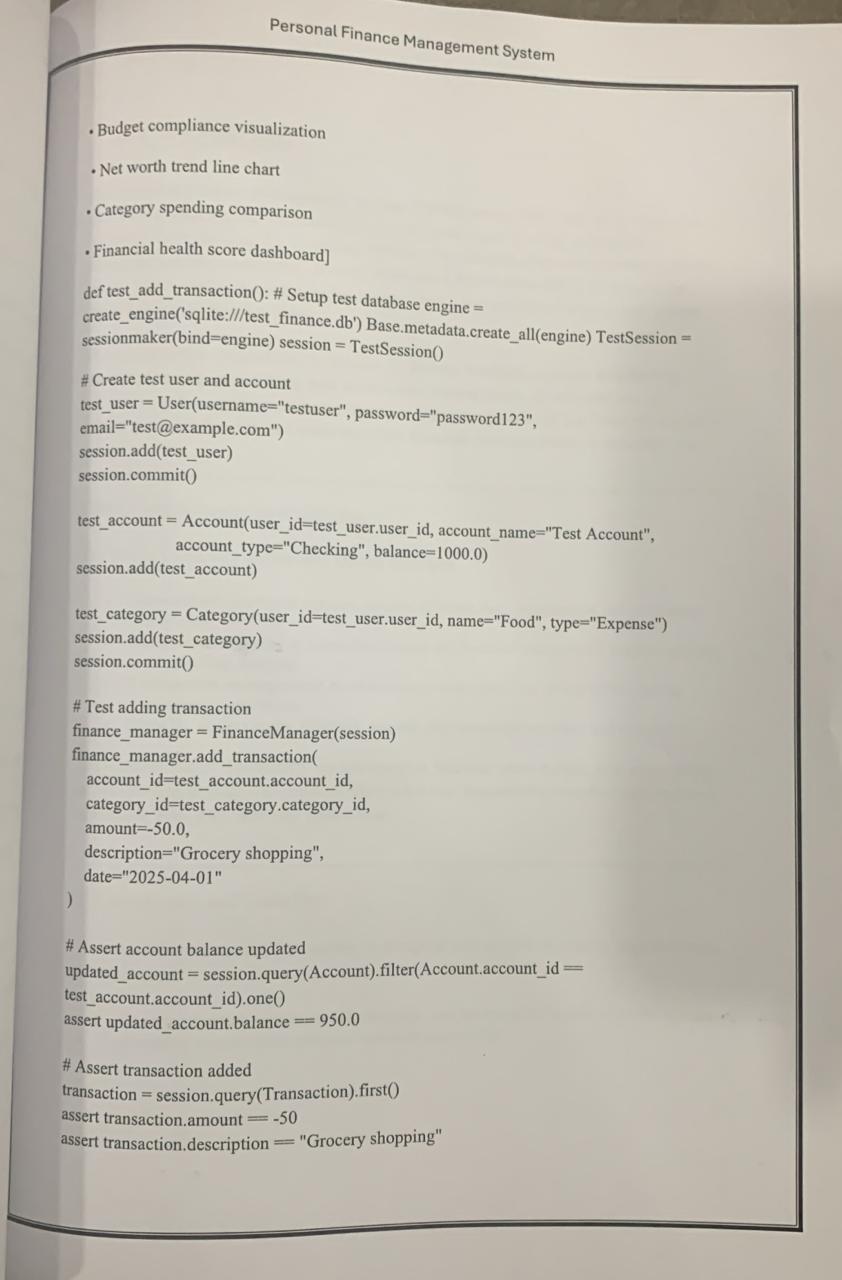 Personal Finance Management System
• Budget compliance visualization
• Net worth trend line chart
• Category spending comparison
• Financial health score dashboard]
def test_add_transaction(): # Setup test database engine =
create_engine('sqlite:///test_finance.db') Base.metadata.create_all(engine) TestSession =
sessionmaker(bind=engine) session = TestSession()
# Create test user and account
test_user = User(username="testuser", password="password123",
email="test@example.com")
session.add(test_user)
session.commit()
test_account = Account(user_id=test_user.user_id, account_name="Test Account",
account_type="Checking", balance=1000.0)
session.add(test_account)
test_category = Category(user_id=test_user.user_id, name="Food", type="Expense")
session.add(test_category)
session.commit()
# Test adding transaction
finance_manager = FinanceManager(session)
finance_manager.add_transaction(
account_id=test_account.account_id,
category_id=test_category.category_id,
amount=-50.0,
description="Grocery shopping",
date="2025-04-01"
)
# Assert account balance updated
updated_account = session.query(Account).filter(Account.account_id ==
test_account.account_id).one()
assert updated_account.balance == 950.0
# Assert transaction added
transaction = session.query(Transaction).first()
assert transaction.amount == -50
assert transaction.description == "Grocery shopping"